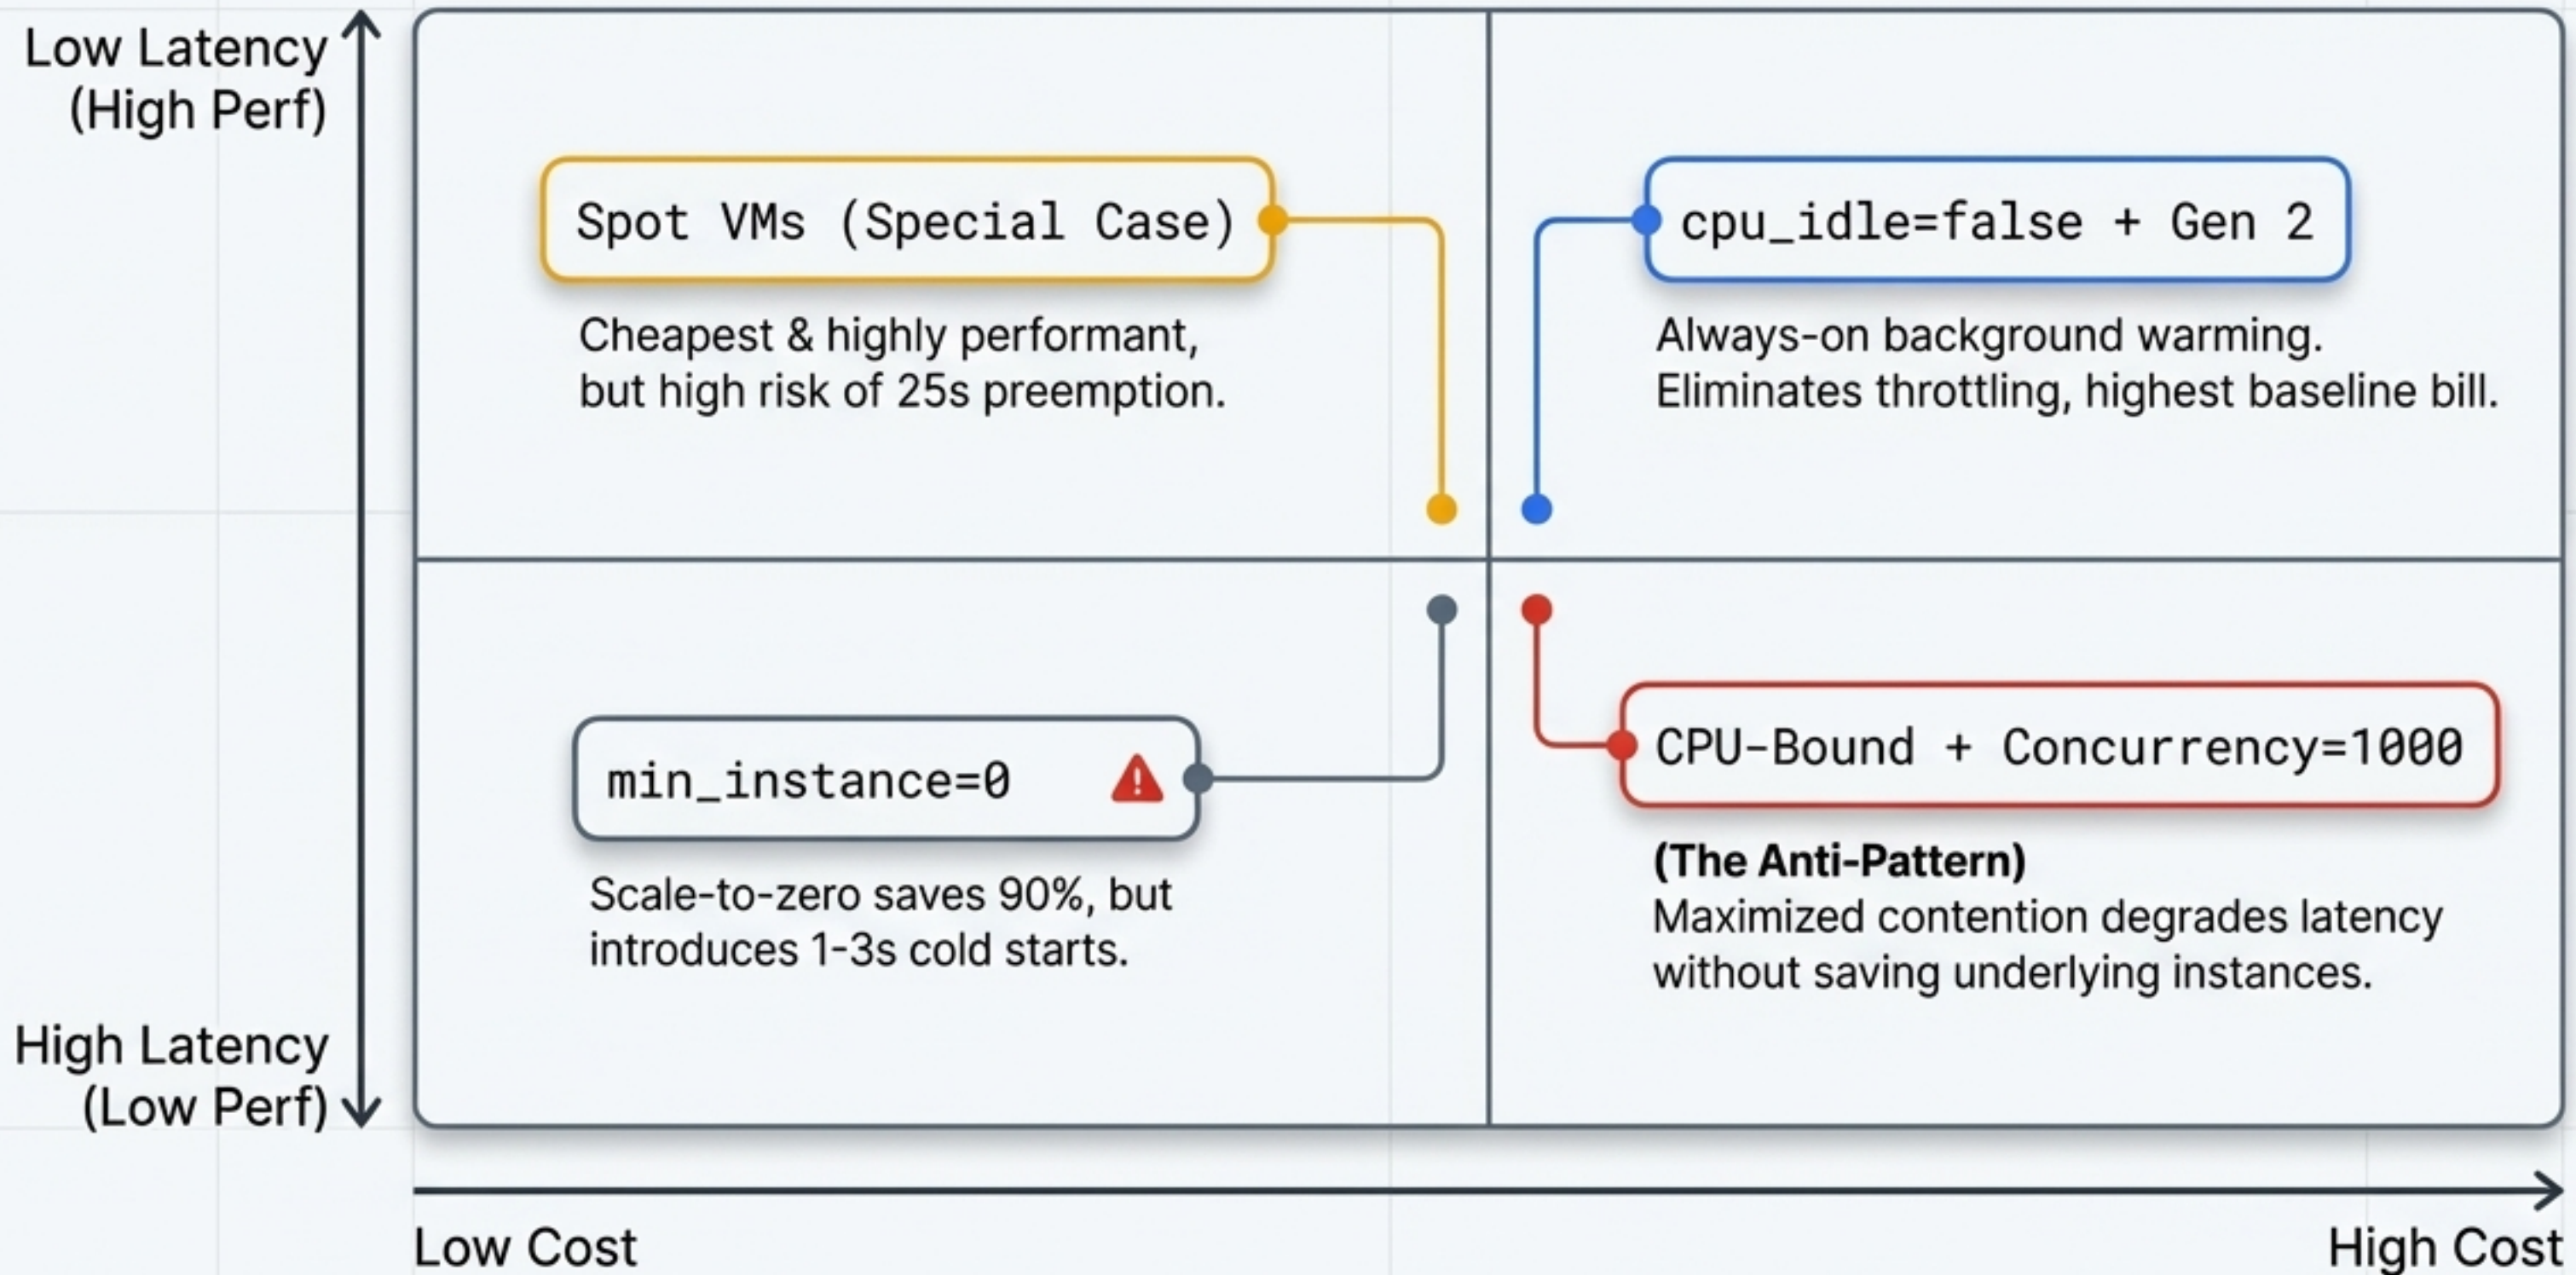 Low Latency
(High Perf)
Spot VMs (Special Case)
Cheapest & highly performant,
but high risk of 25s preemption.
cpu_idle=false + Gen 2
Always-on background warming.
Eliminates throttling, highest baseline bill.
min_instance=0
Scale-to-zero saves 90%, but
introduces 1-3s cold starts.
CPU-Bound + Concurrency=1000
(The Anti-Pattern)
Maximized contention degrades latency
without saving underlying instances.
High Latency
(Low Perf)
Low Cost
High Cost